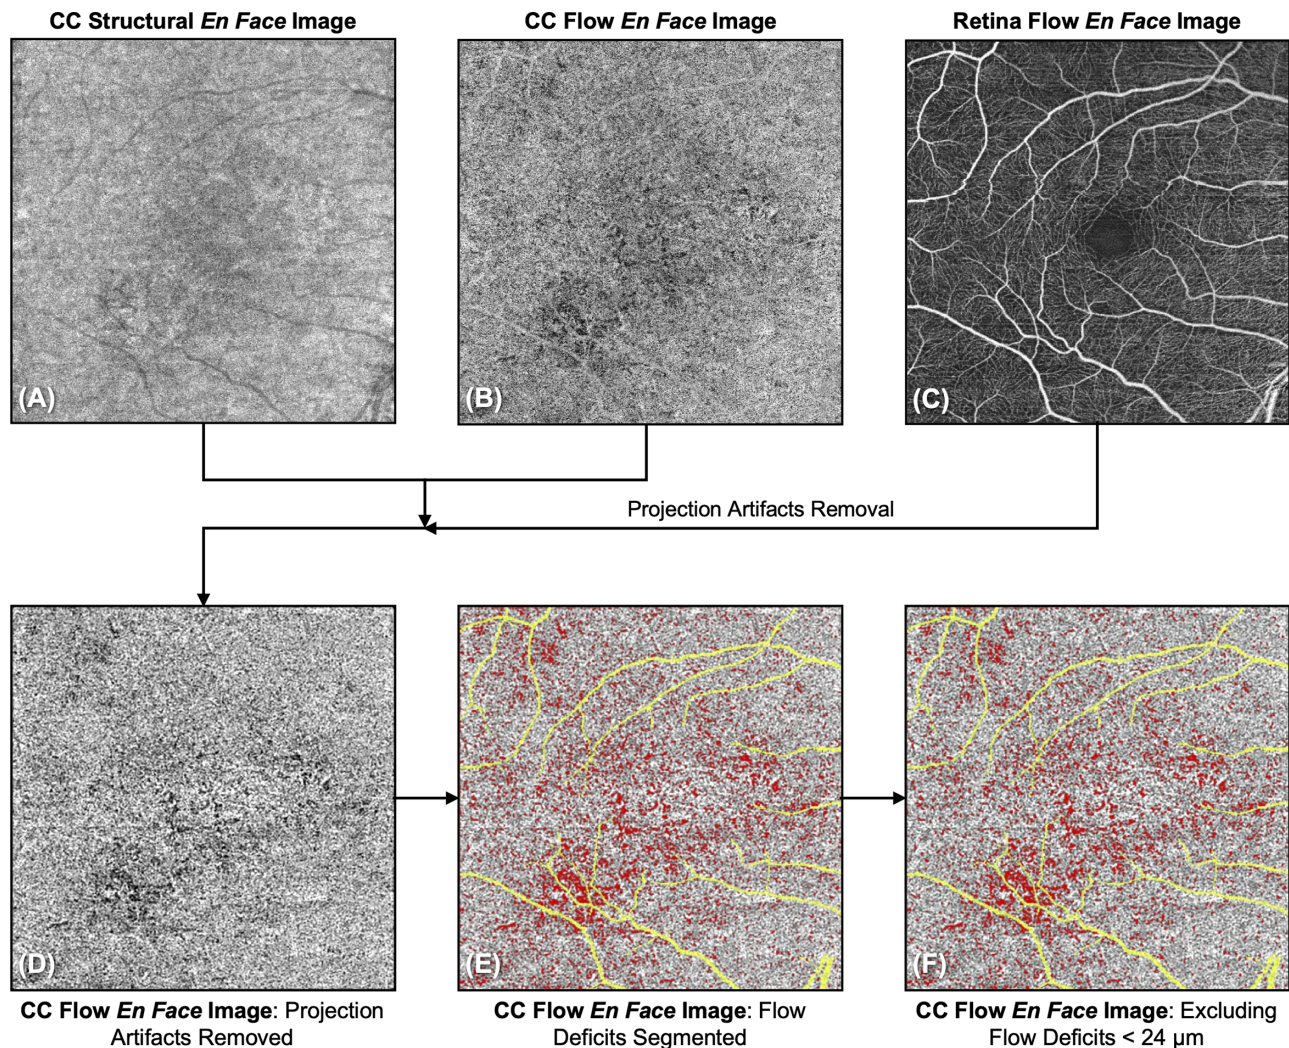 CC Structural En Face Image
CC Flow En Face Image
Retina Flow En Face Image
(A)
(B)
(C)
Projection Artifacts Removal
(D)
(E)
(F)
CC Flow En Face Image: Projection
Artifacts Removed
CC Flow En Face Image: Flow
Deficits Segmented
CC Flow En Face Image: Excluding
Flow Deficits < 24 µm